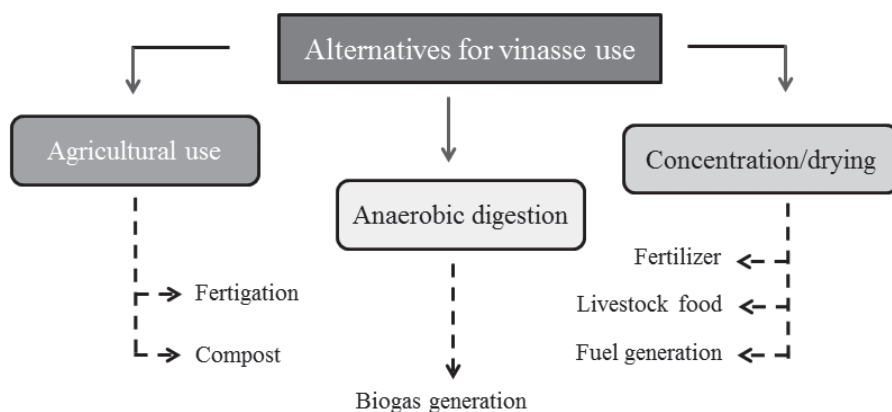 Alternatives for vinasse use
Agricultural use
Fertigation
Compost
Anaerobic digestion
Biogas generation
Concentration/drying
Fertilizer
Livestock food
Fuel generation